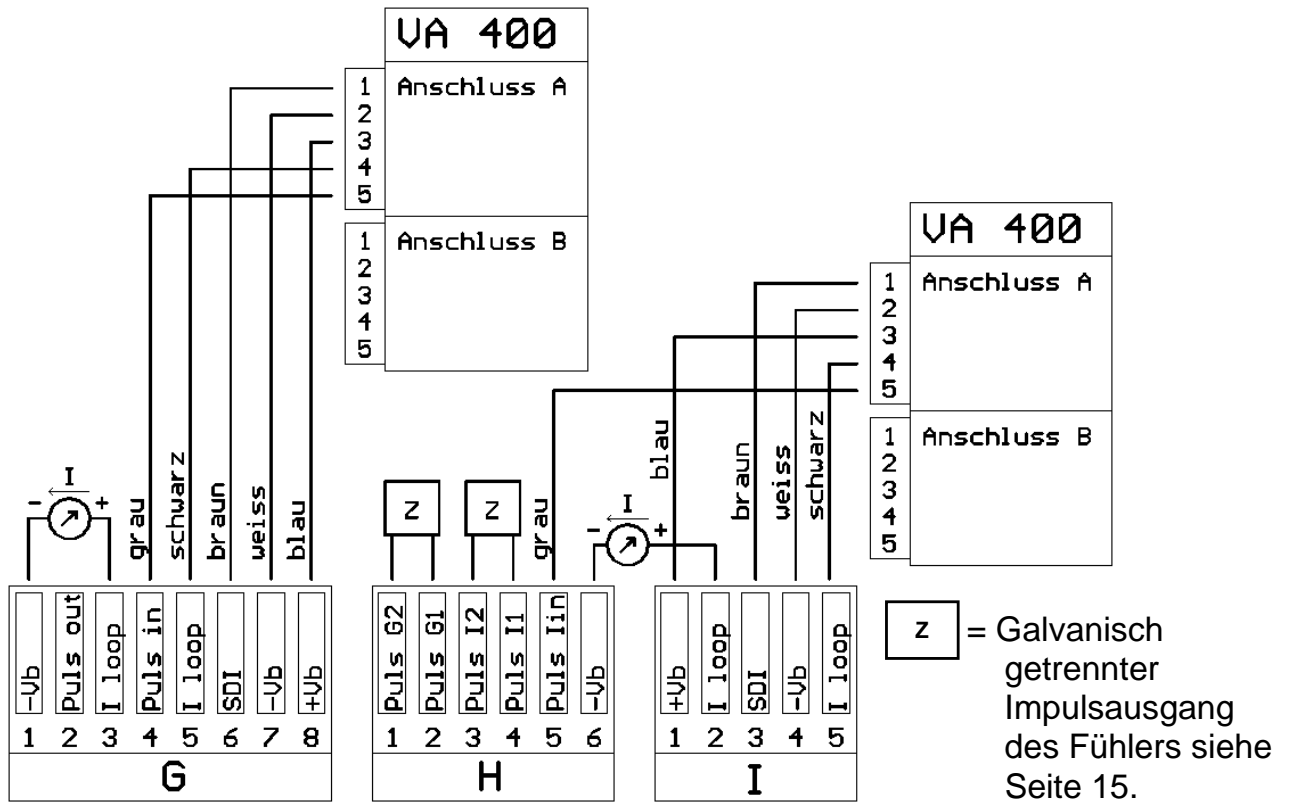 VA 400
1 Anschluss A
2
3
4
5
1 Anschluss B
2
3
4
5
VA 400
1 Anschluss A
2
3
4
5
1 Anschluss B
2
3
4
5
- I +
grau
schwarz
braun
weiss
blau
z
z
grau
- I +
blau
braun
weiss
schwarz
-Vb
Puls out
I loop
Puls in
I loop
SDI
-Vb
+Vb
1 2 3 4 5 6 7 8
G
Puls G2
Puls G1
Puls I2
Puls I1
Puls Iin
-Vb
1 2 3 4 5 6
H
+Vb
I loop
SDI
-Vb
I loop
1 2 3 4 5
I
z = Galvanisch
getrennter
Impulsausgang
des Fühlers siehe
Seite 15.